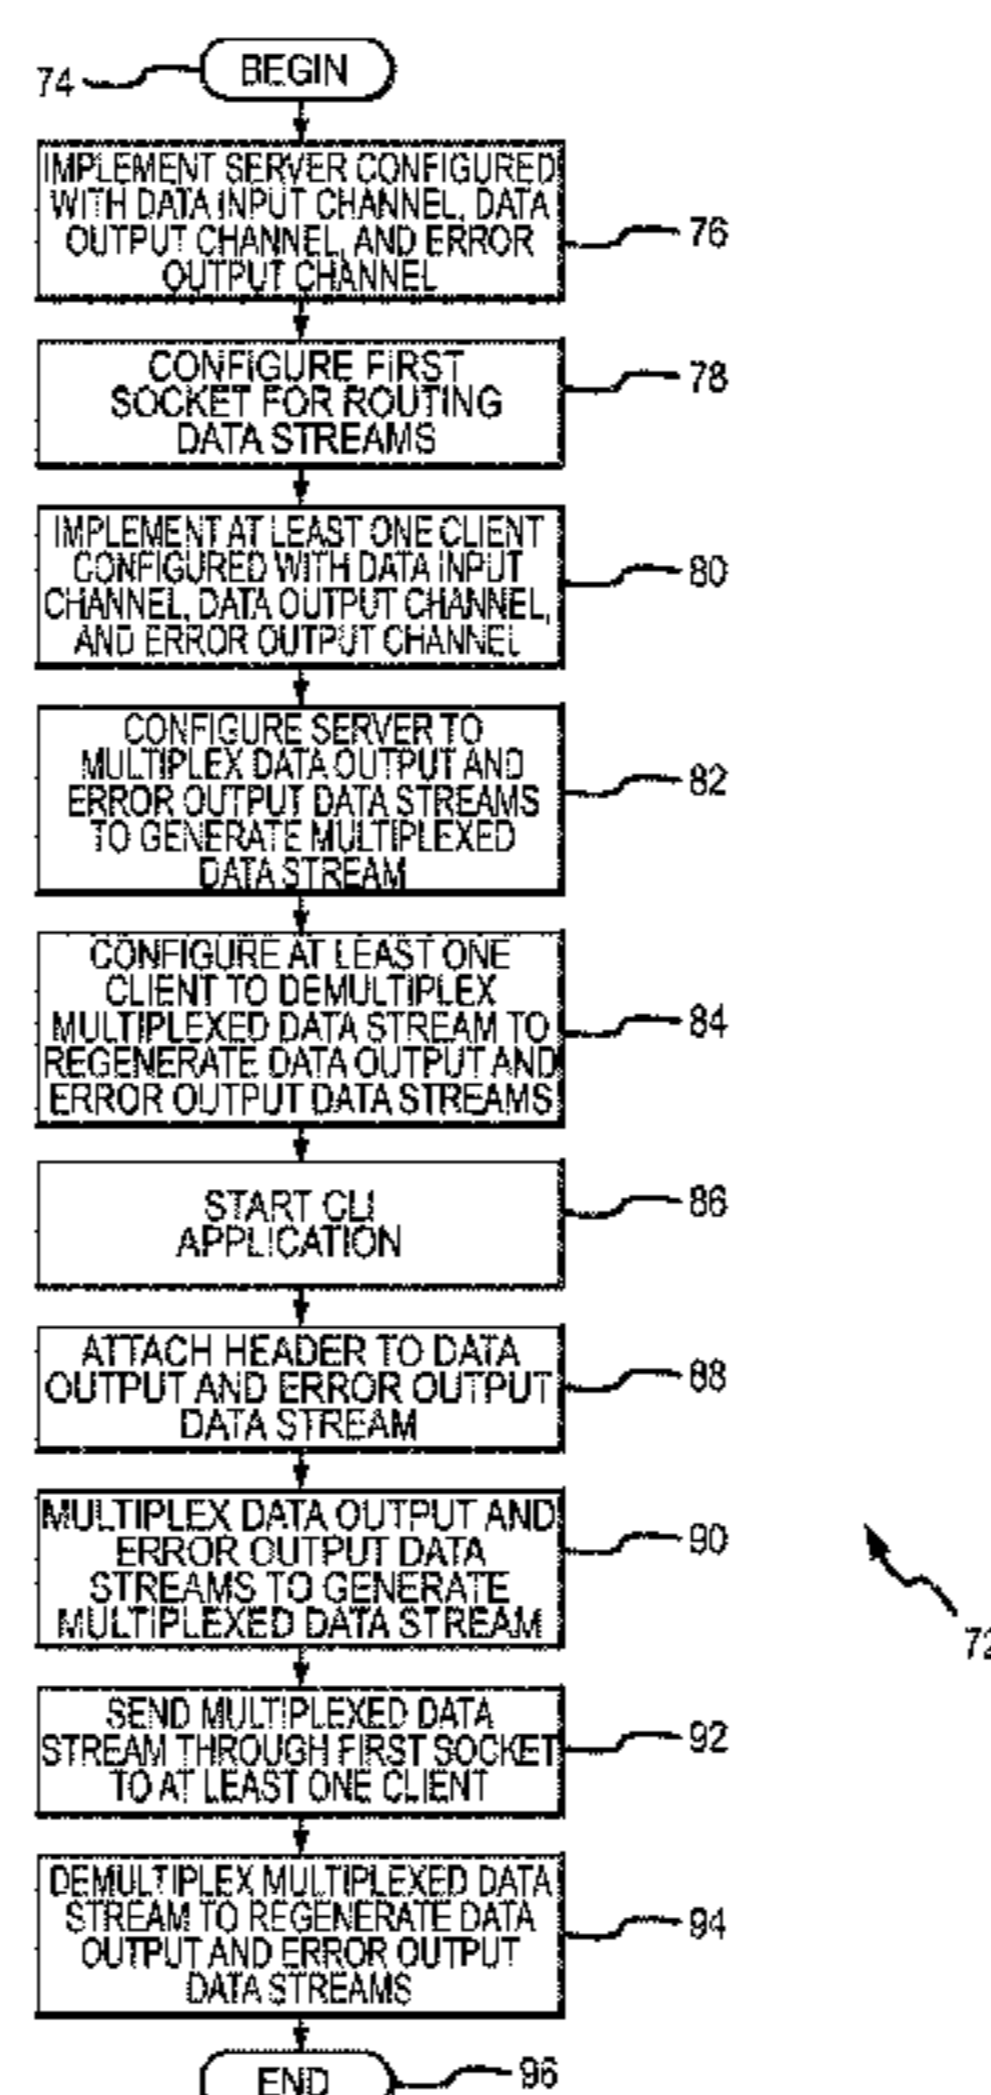 74
BEGIN
IMPLEMENT SERVER CONFIGURED
WITH DATA INPUT CHANNEL, DATA
OUTPUT CHANNEL, AND ERROR
OUTPUT CHANNEL
76
CONFIGURE FIRST
SOCKET FOR ROUTING
DATA STREAMS
78
IMPLEMENT AT LEAST ONE CLIENT
CONFIGURED WITH DATA INPUT
CHANNEL, DATA OUTPUT CHANNEL,
AND ERROR OUTPUT CHANNEL
80
CONFIGURE SERVER TO
MULTIPLEX DATA OUTPUT AND
ERROR OUTPUT DATA STREAMS
TO GENERATE MULTIPLEXED
DATA STREAM
82
CONFIGURE AT LEAST ONE
CLIENT TO DEMULTIPLEX
MULTIPLEXED DATA STREAM TO
REGENERATE DATA OUTPUT AND
ERROR OUTPUT DATA STREAMS
84
START CLI
APPLICATION
86
ATTACH HEADER TO DATA
OUTPUT AND ERROR OUTPUT
DATA STREAM
88
MULTIPLEX DATA OUTPUT AND
ERROR OUTPUT DATA
STREAMS TO GENERATE
MULTIPLEXED DATA STREAM
90
72
SEND MULTIPLEXED DATA
STREAM THROUGH FIRST SOCKET
TO AT LEAST ONE CLIENT
92
DEMULTIPLEX MULTIPLEXED DATA
STREAM TO REGENERATE DATA
OUTPUT AND ERROR OUTPUT
DATA STREAMS
94
END
96